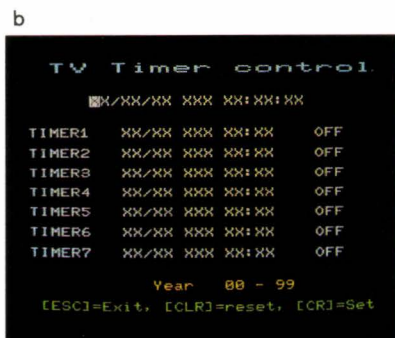 b
TV Timer control
XX/XX/XX XXX XX:XX:XX
TIMER1 XX/XX XXX XX:XX OFF
TIMER2 XX/XX XXX XX:XX OFF
TIMER3 XX/XX XXX XX:XX OFF
TIMER4 XX/XX XXX XX:XX OFF
TIMER5 XX/XX XXX XX:XX OFF
TIMER6 XX/XX XXX XX:XX OFF
TIMER7 XX/XX XXX XX:XX OFF
Year 00 - 99
[ESC]=Exit, [CLR]=reset, [CR]=Set